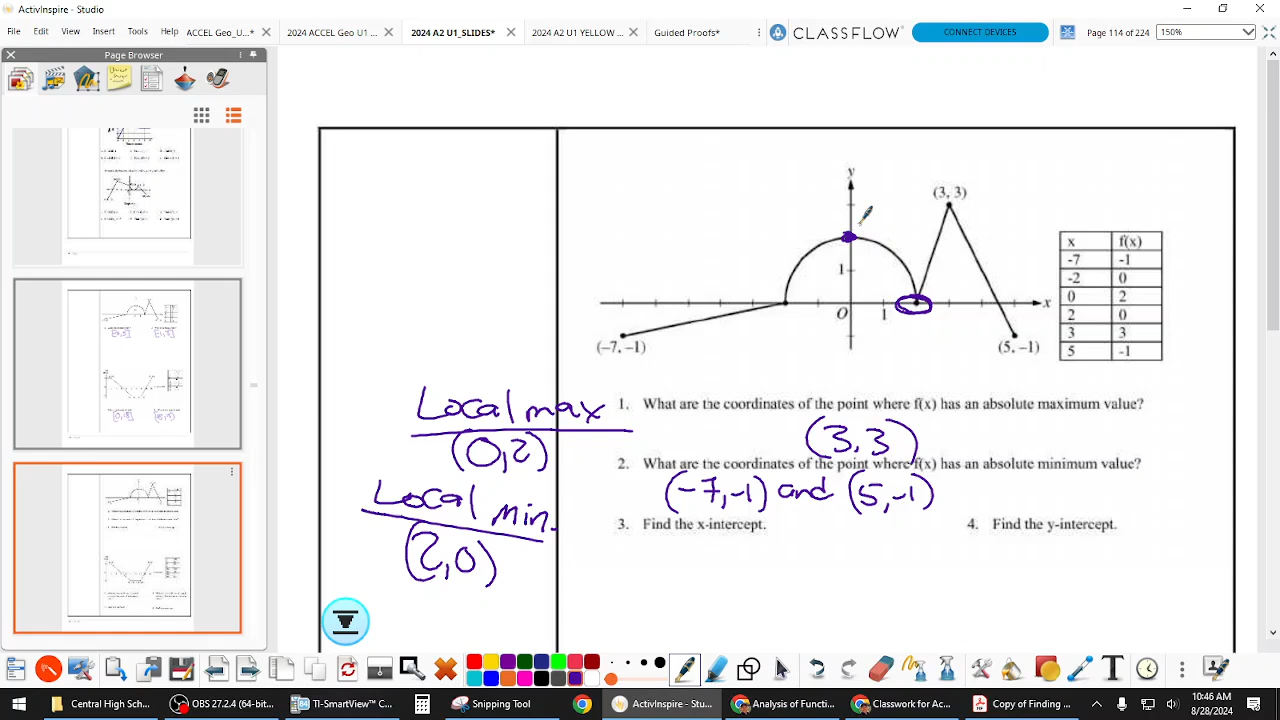 ActivInspire - Studio
File Edit View Insert Tools Help
ACCEL Geo_U...*
20... ACCEL Geo U1...
2024 A2 U1_SLIDES*
2024 A2 U1 YELLOW ...
Guided Proofs*
CLASSFLOW
CONNECT DEVICES
Page 114 of 224
150%
Page Browser
y
(3, 3)
1
x
O
1
(-7, -1)
(5, -1)
x f(x)
-7 -1
-2 0
0 2
2 0
3 3
5 -1
Local max
(0,2)
Local min.
(2,0)
1. What are the coordinates of the point where f(x) has an absolute maximum value?
(3,3)
2. What are the coordinates of the point where f(x) has an absolute minimum value?
(-7,-1) and (5,-1)
3. Find the x-intercept.
4. Find the y-intercept.
Central High Sch...
OBS 27.2.4 (64-bit...
TI-SmartView™ C...
Snipping Tool
ActivInspire - Stu...
Analysis of Functi...
Classwork for Ac...
Copy of Finding ...
10:46 AM
8/28/2024